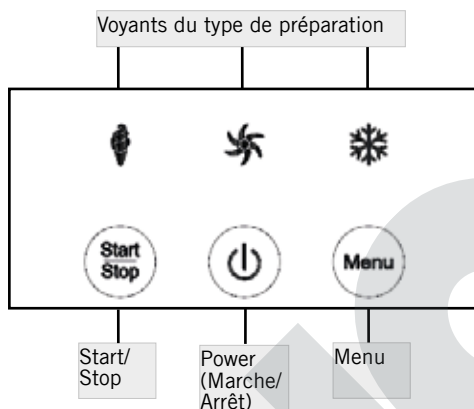 Voyants du type de préparation
Start
Stop
Menu
Start/
Stop
Power
(Marche/
Arrêt)
Menu